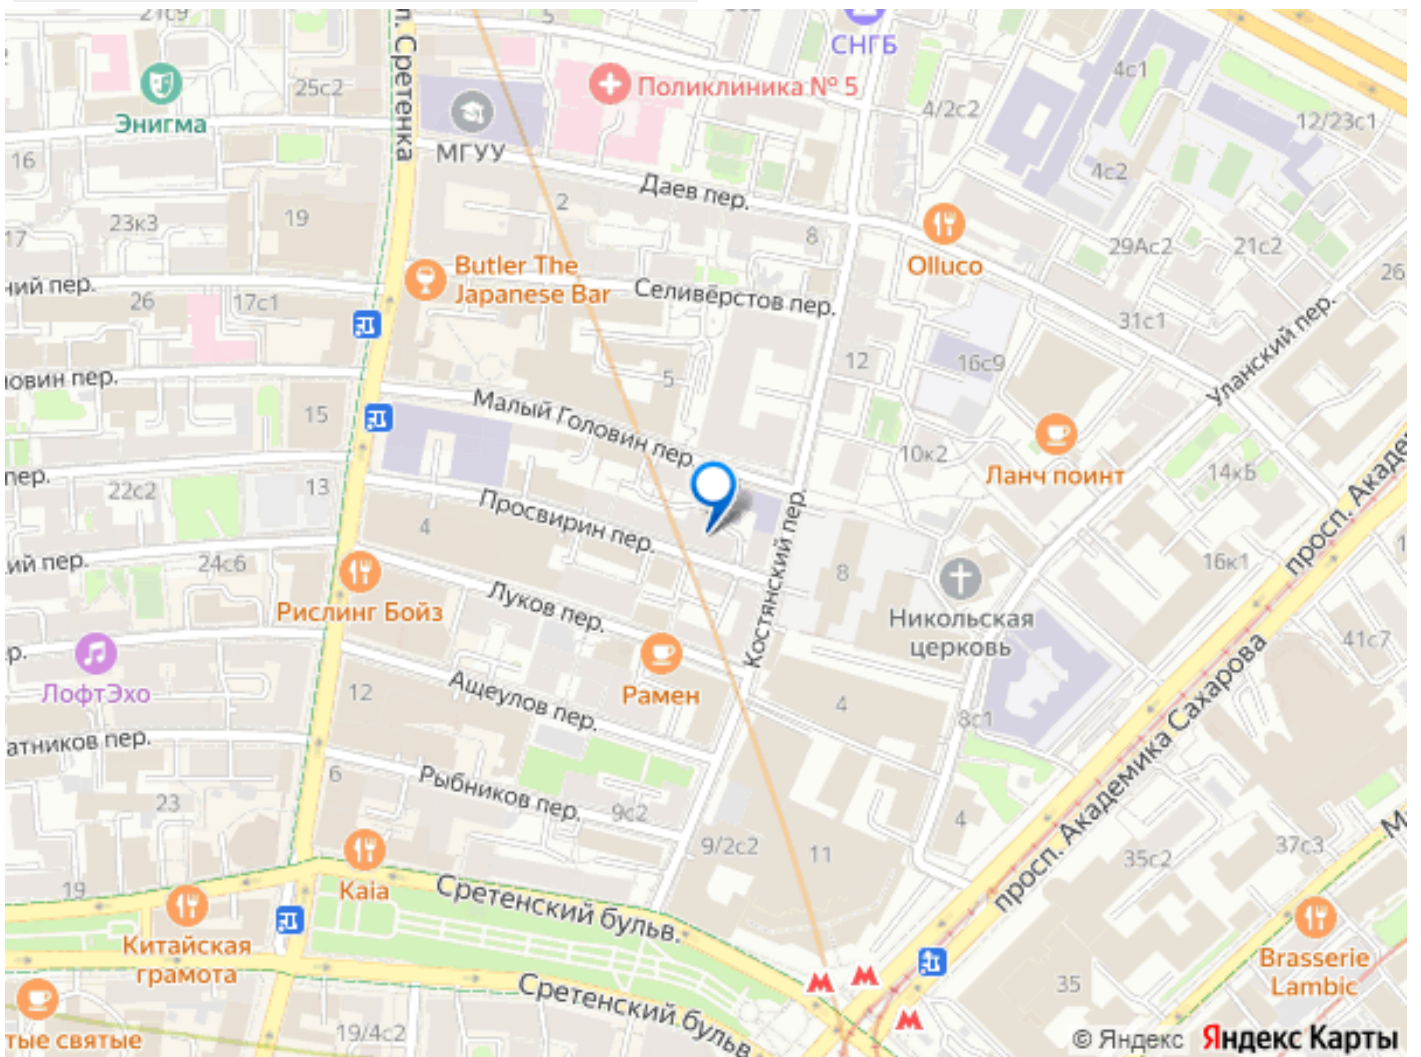 21с9
5
СНГБ
ул. Сретенка
Энигма
25с2
МГУУ
Поликлиника № 5
4с1
4/2с2
12/23с1
4с2
16
Даев пер.
2
23к3
19
17
8
Olluco
29Ас2
21с2
26
Butler The
Japanese Bar
Селивёрстов пер.
ний пер.
26
17с1
31с1
Уланский пер.
12
16с9
5
ловин пер.
15
Малый Головин пер.
Ланч поинт
10к2
14кБ
пер.
22с2
13
4
Просвирин пер.
Костянский пер.
просп. Акаде
16к1
1
ий пер.
24с6
8
Рислинг Бойз
Луков пер.
Никольская
церковь
41с7
р.
ЛофтЭхо
Рамен
12
Ащеулов пер.
4
8с1
просп. Академика Сахарова
атников пер.
6
Рыбников пер.
23
9с2
9/2с2
11
4
35с2
37с3
М
19
Kaia
Сретенский бульв.
Китайская
грамота
Brasserie
Lambic
35
Сретенский бульв.
тые святые
19/4с2
© Яндекс Яндекс Карты